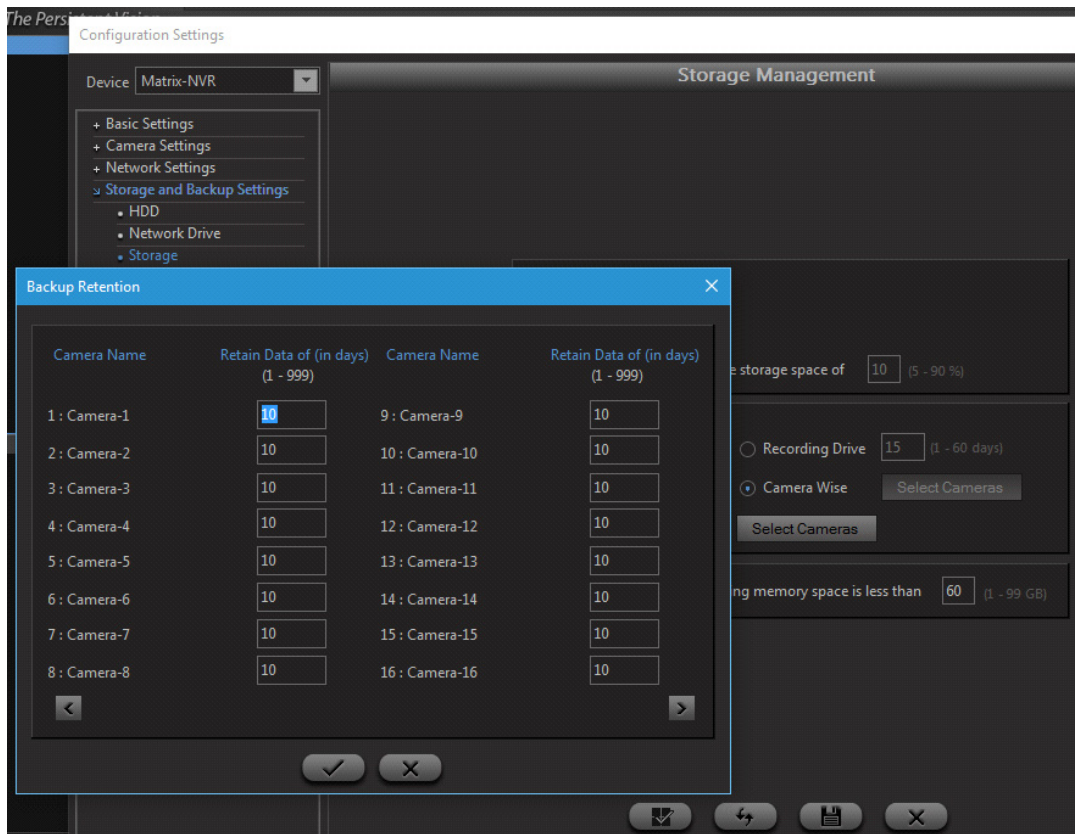 The Persistent Vision
Configuration Settings
Device Matrix-NVR
Storage Management
+ Basic Settings
+ Camera Settings
+ Network Settings
Storage and Backup Settings
• HDD
• Network Drive
• Storage
Backup Retention
Camera Name Retain Data of (in days) Camera Name Retain Data of (in days)
(1 - 999) (1 - 999)
1 : Camera-1 10 9 : Camera-9 10
2 : Camera-2 10 10 : Camera-10 10
3 : Camera-3 10 11 : Camera-11 10
4 : Camera-4 10 12 : Camera-12 10
5 : Camera-5 10 13 : Camera-13 10
6 : Camera-6 10 14 : Camera-14 10
7 : Camera-7 10 15 : Camera-15 10
8 : Camera-8 10 16 : Camera-16 10
storage space of 10 (5 - 90 %)
Recording Drive 15 (1 - 60 days)
Camera Wise Select Cameras
Select Cameras
memory space is less than 60 (1 - 99 GB)